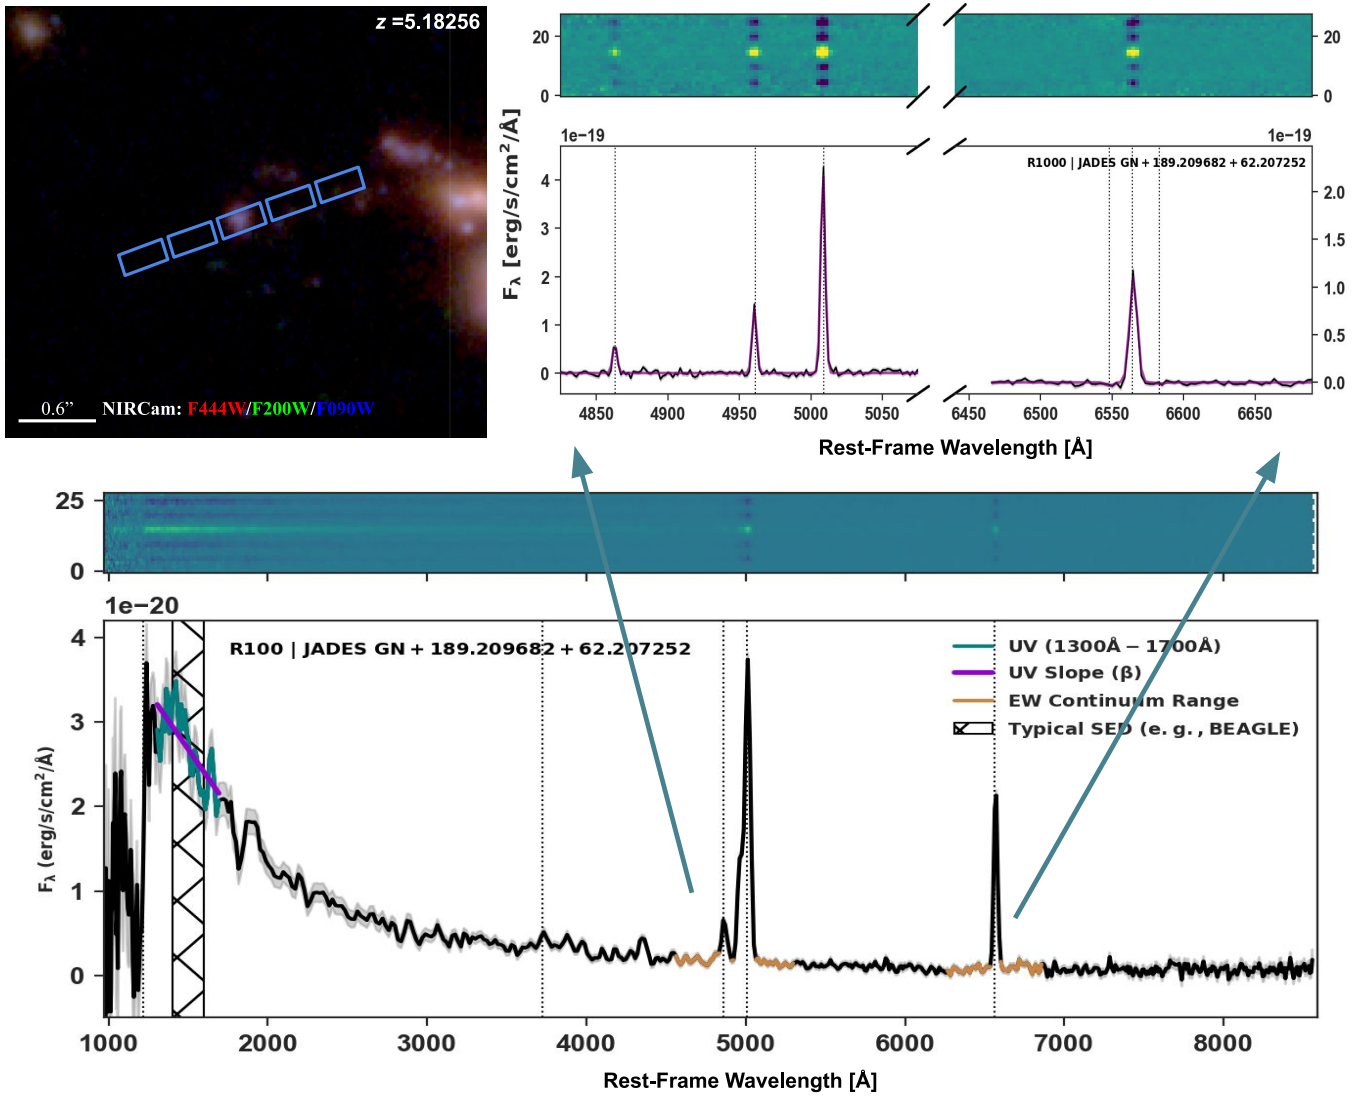 z =5.18256
0.6”
NIRCam: F444W/F200W/F090W
20
0
20
0
1e−19
1e−19
R1000 | JADES GN + 189.209682 + 62.207252
Fλ [erg/s/cm²/Å]
4
3
2
1
0
2.0
1.5
1.0
0.5
0.0
4850 4900 4950 5000 5050
6450 6500 6550 6600 6650
Rest-Frame Wavelength [Å]
25
0
1e−20
R100 | JADES GN + 189.209682 + 62.207252
UV (1300Å − 1700Å)
UV Slope (β)
EW Continuum Range
Typical SED (e. g. , BEAGLE)
Fλ (erg/s/cm²/Å)
4
3
2
1
0
1000 2000 3000 4000 5000 6000 7000 8000
Rest-Frame Wavelength [Å]